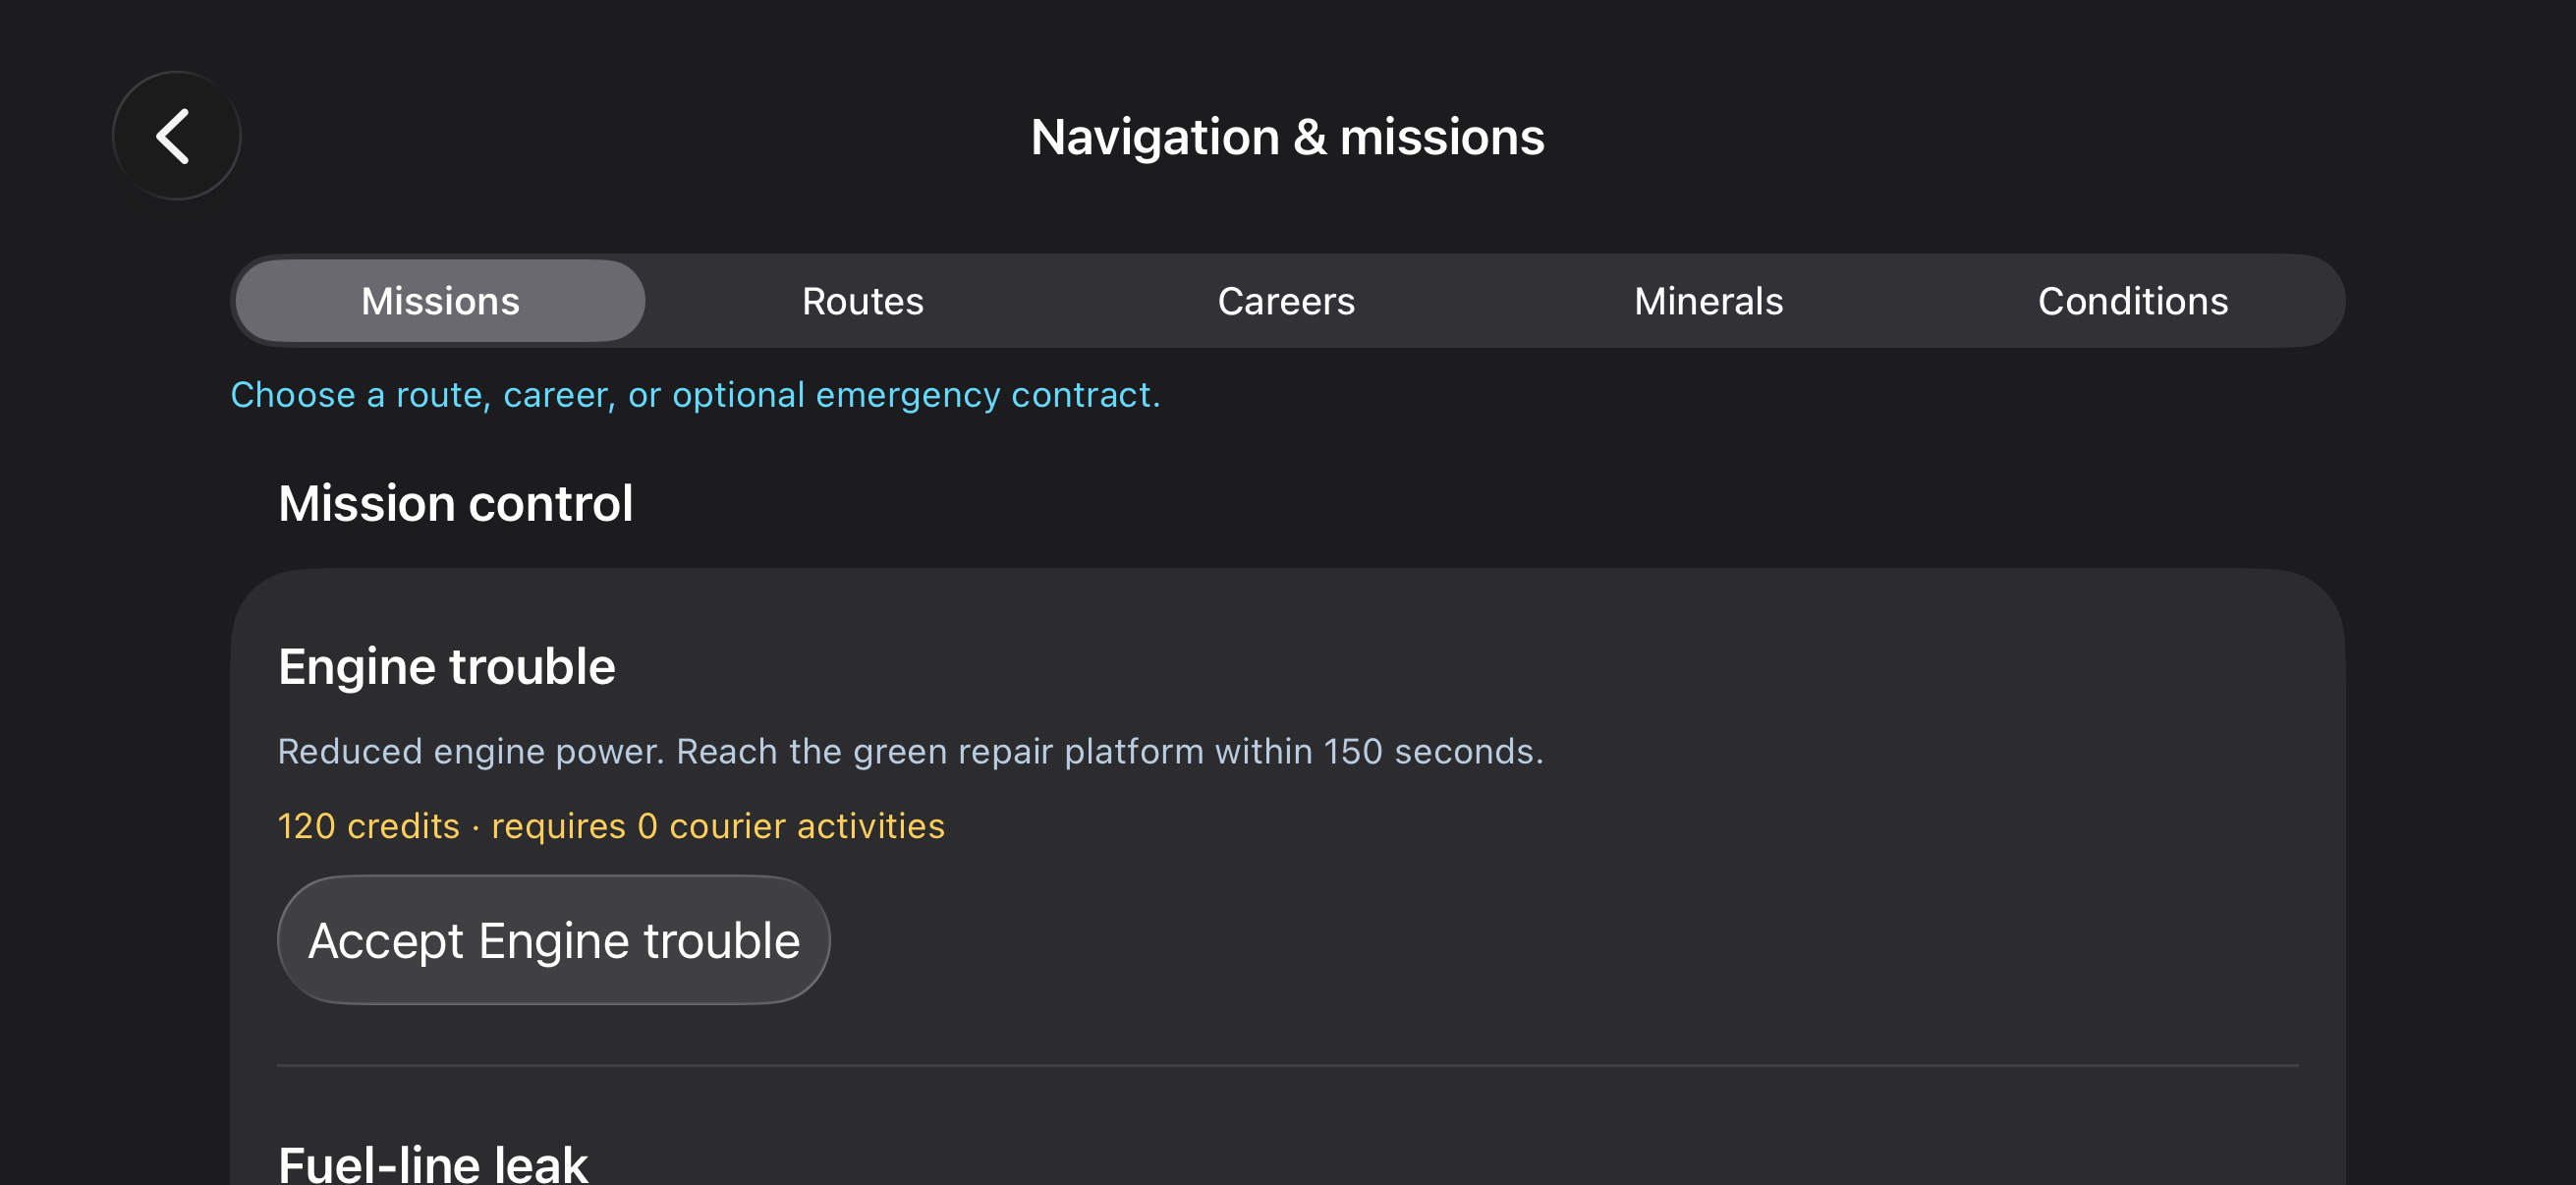 Navigation & missions
Missions
Routes
Careers
Minerals
Conditions
Choose a route, career, or optional emergency contract.
Mission control
Engine trouble
Reduced engine power. Reach the green repair platform within 150 seconds.
120 credits · requires 0 courier activities
Accept Engine trouble
Fuel-line leak